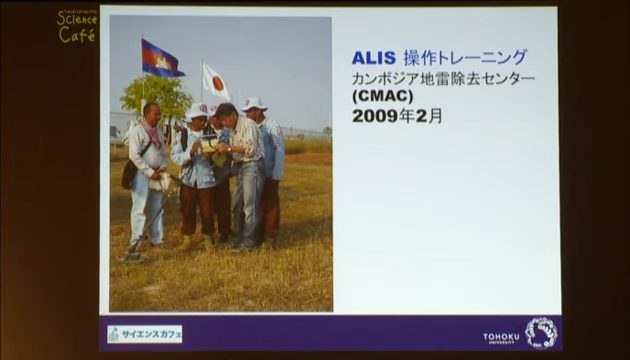 Tohoku University
Science
Café
ALIS 操作トレーニング
カンボジア地雷除去センター
(CMAC)
2009年2月
サイエンスカフェ
TOHOKU
UNIVERSITY